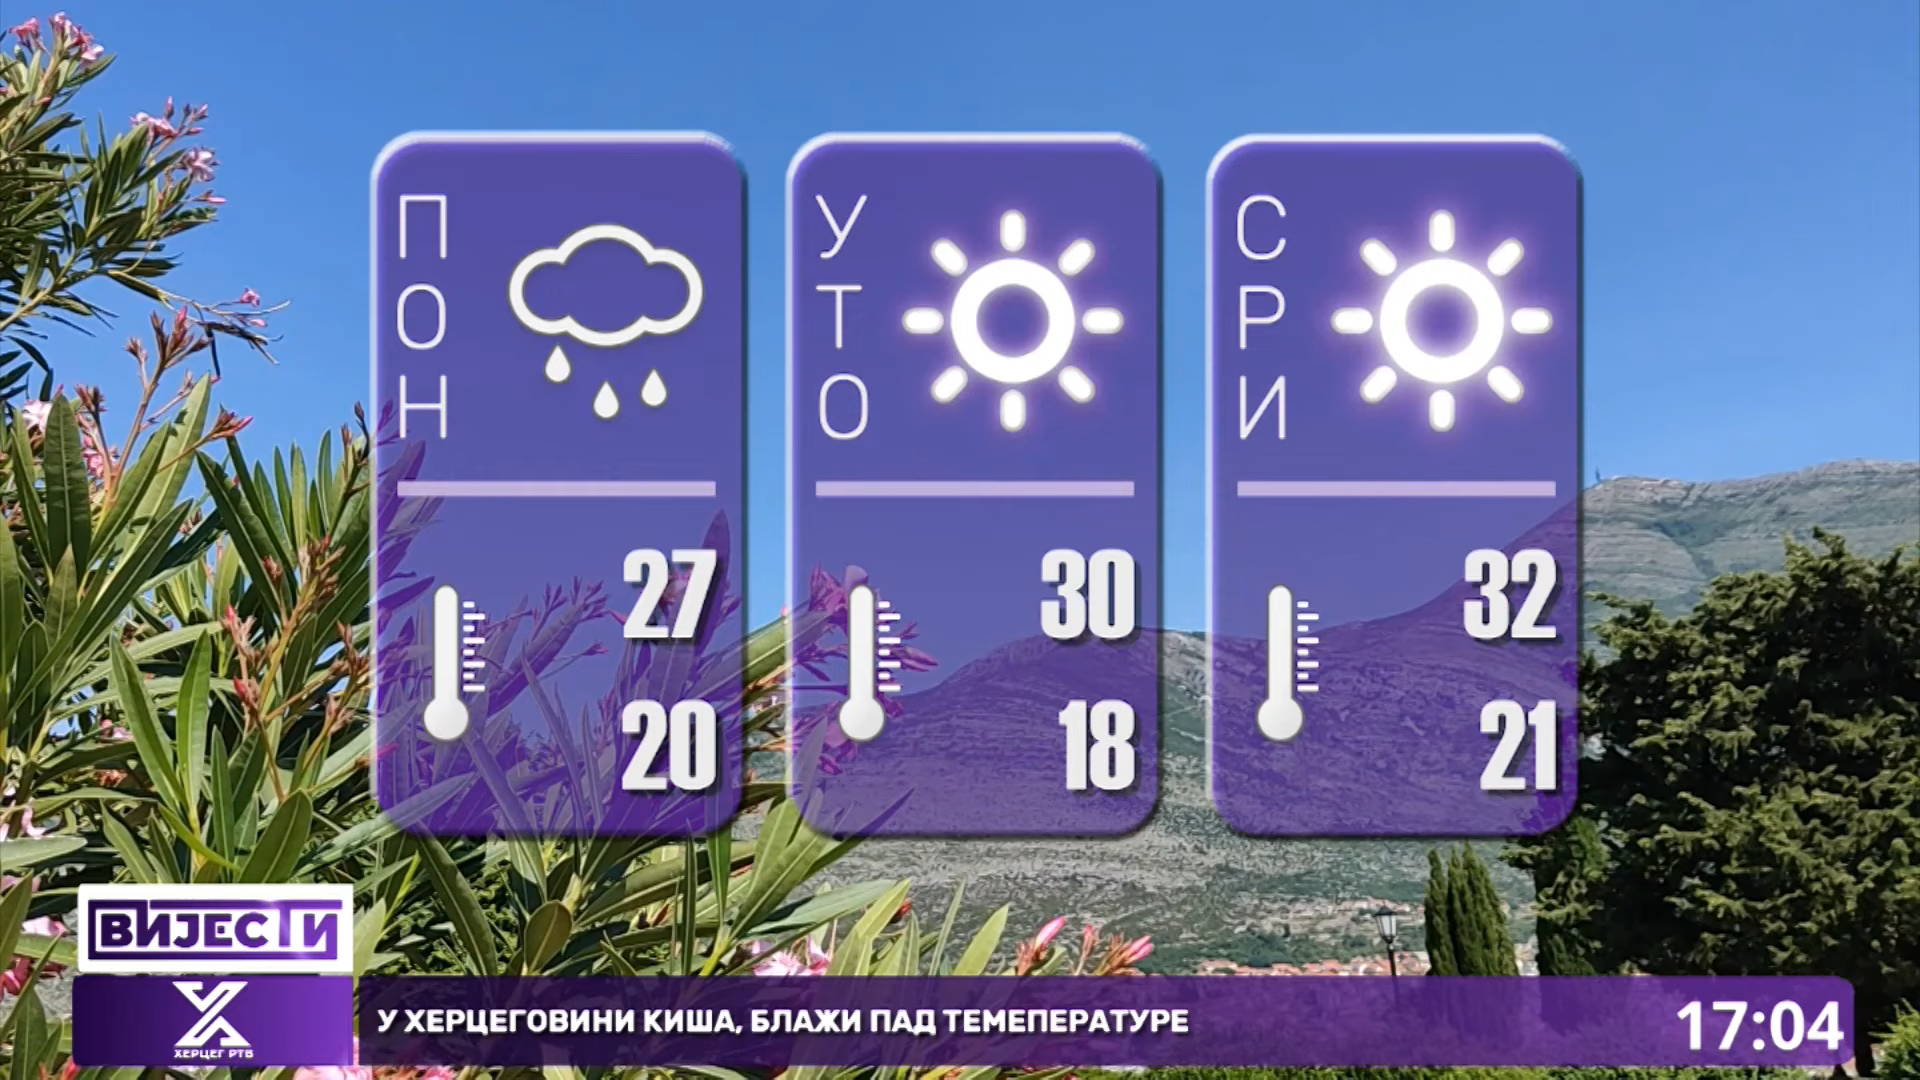 ПОН
27
20
УТО
30
18
СРИ
32
21
ВИЈЕСТИ
ХЕРЦЕГ РТВ
У ХЕРЦЕГОВИНИ КИША, БЛАЖИ ПАД ТЕМЕПЕРАТУРЕ
17:04